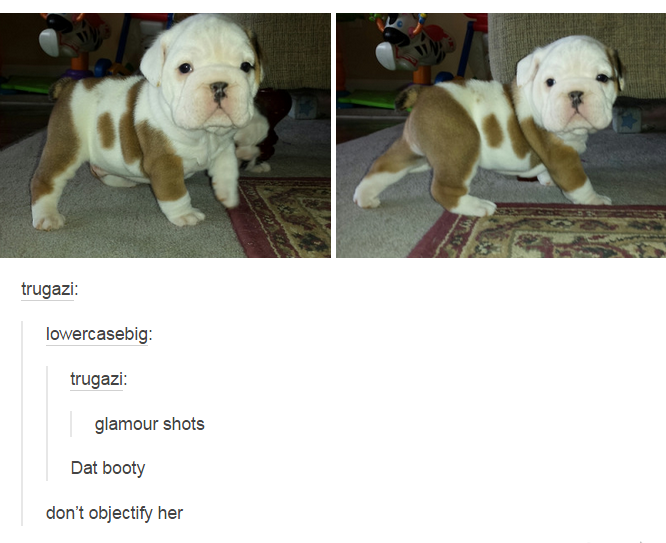 trugazi:
lowercasebig:
trugazi:
glamour shots
Dat booty
don't objectify her